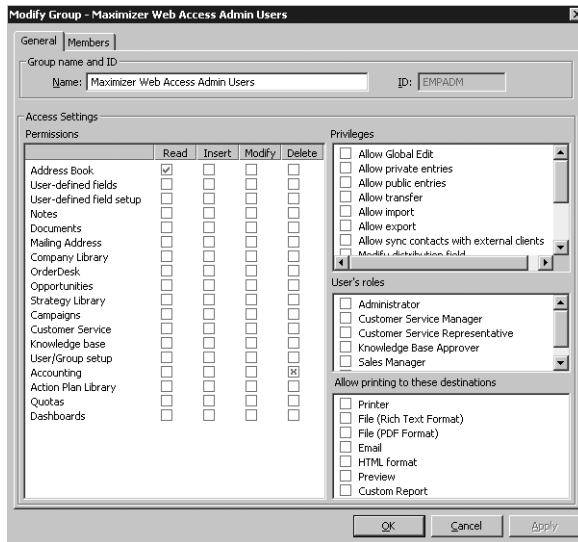 Modify Group - Maximizer Web Access Admin Users
General Members
Group name and ID
Name: Maximizer Web Access Admin Users ID: EMPADM
Access Settings
Permissions
Read Insert Modify Delete
Address Book
User-defined fields
User-defined field setup
Notes
Documents
Mailing Address
Company Library
OrderDesk
Opportunities
Strategy Library
Campaigns
Customer Service
Knowledge base
User/Group setup
Accounting
Action Plan Library
Quotas
Dashboards
Privileges
Allow Global Edit
Allow private entries
Allow public entries
Allow transfer
Allow import
Allow export
Allow sync contacts with external clients
Modify distribution field
User's roles
Administrator
Customer Service Manager
Customer Service Representative
Knowledge Base Approver
Sales Manager
Allow printing to these destinations
Printer
File (Rich Text Format)
File (PDF Format)
Email
HTML format
Preview
Custom Report
OK Cancel Apply